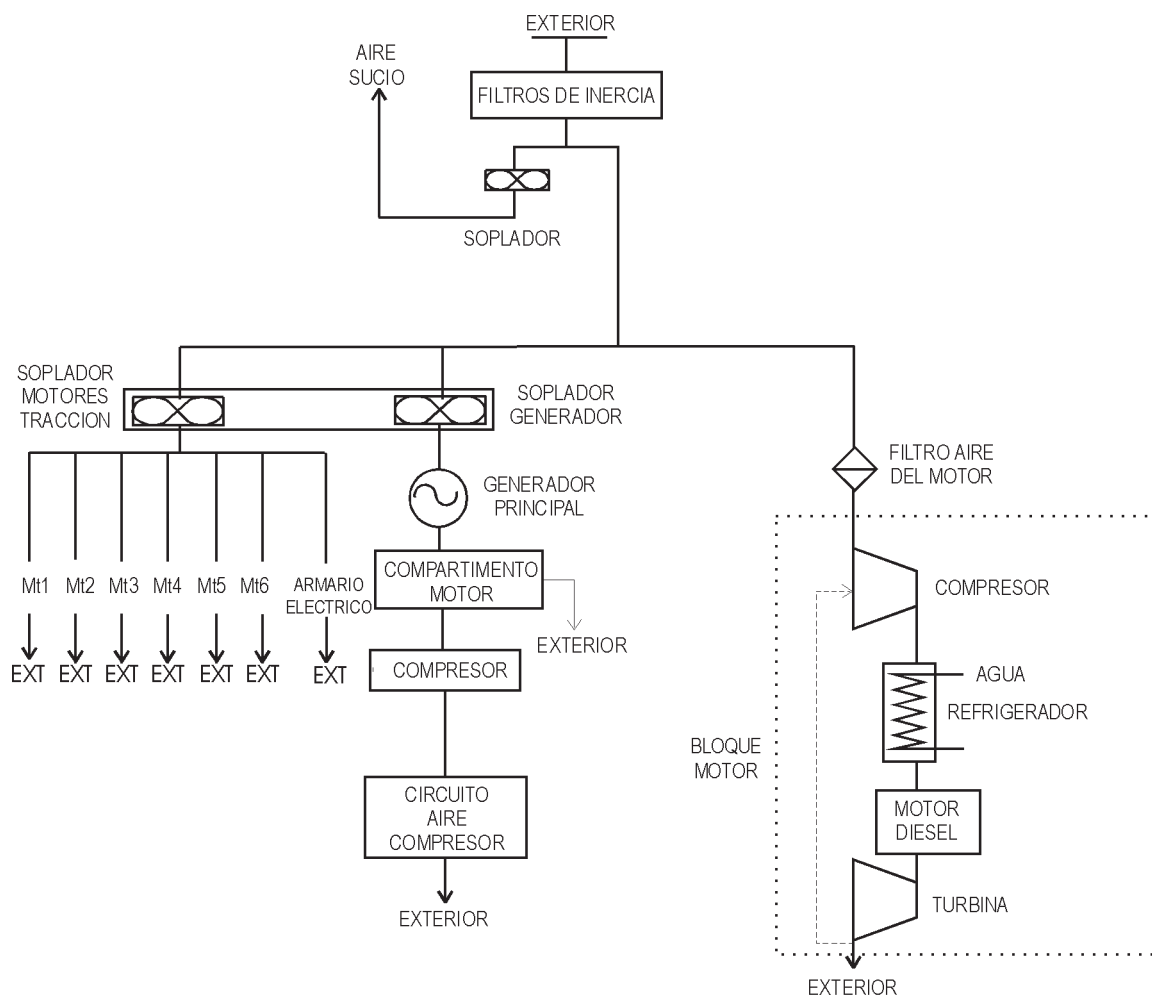 EXTERIOR
AIRE
SUCIO
FILTROS DE INERCIA
SOPLADOR
SOPLADOR
MOTORES
TRACCION
SOPLADOR
GENERADOR
FILTRO AIRE
DEL MOTOR
GENERADOR
PRINCIPAL
Mt1
Mt2
Mt3
Mt4
Mt5
Mt6
ARMARIO
ELECTRICO
COMPARTIMENTO
MOTOR
COMPRESOR
EXTERIOR
EXT
EXT
EXT
EXT
EXT
EXT
EXT
COMPRESOR
AGUA
REFRIGERADOR
BLOQUE
MOTOR
CIRCUITO
AIRE
COMPRESOR
MOTOR
DIESEL
TURBINA
EXTERIOR
EXTERIOR